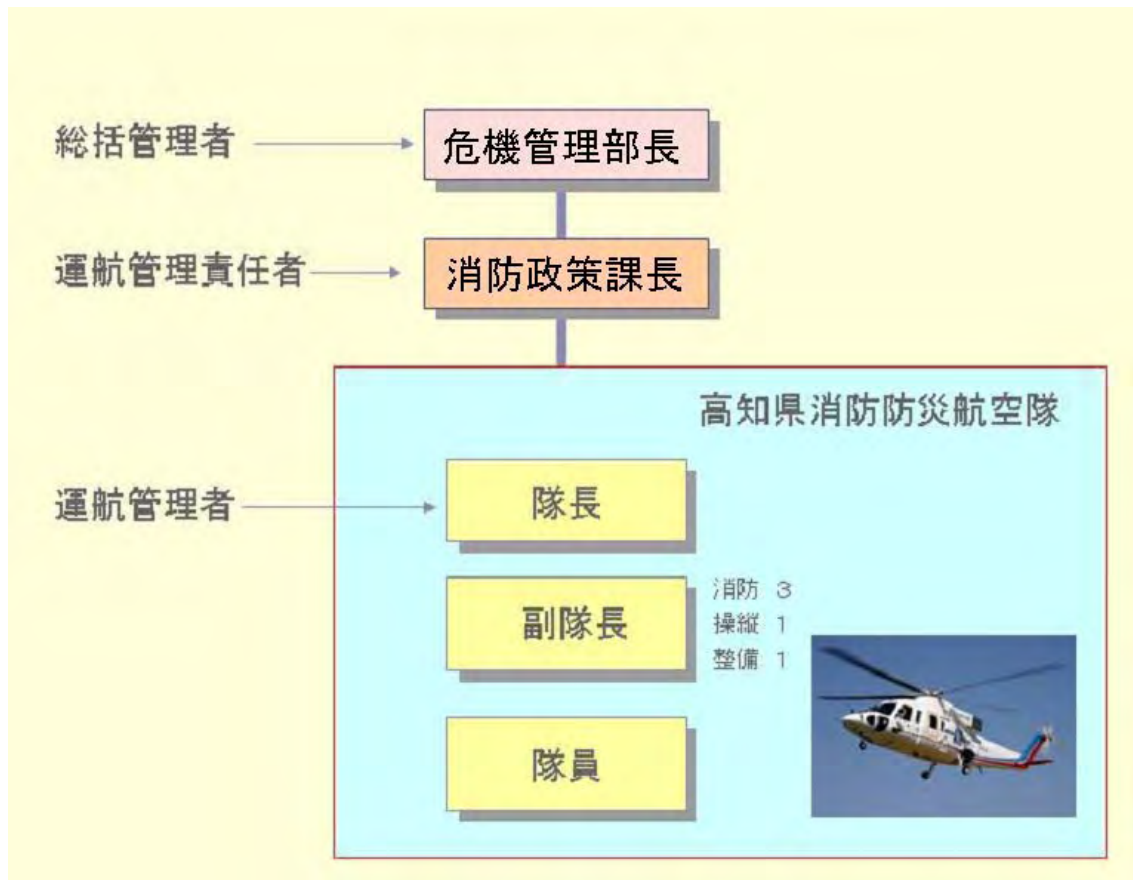 総括管理者
危機管理部長
運航管理責任者
消防政策課長
高知県消防防災航空隊
運航管理者
隊長
副隊長
消防 3
操縦 1
整備 1
隊員